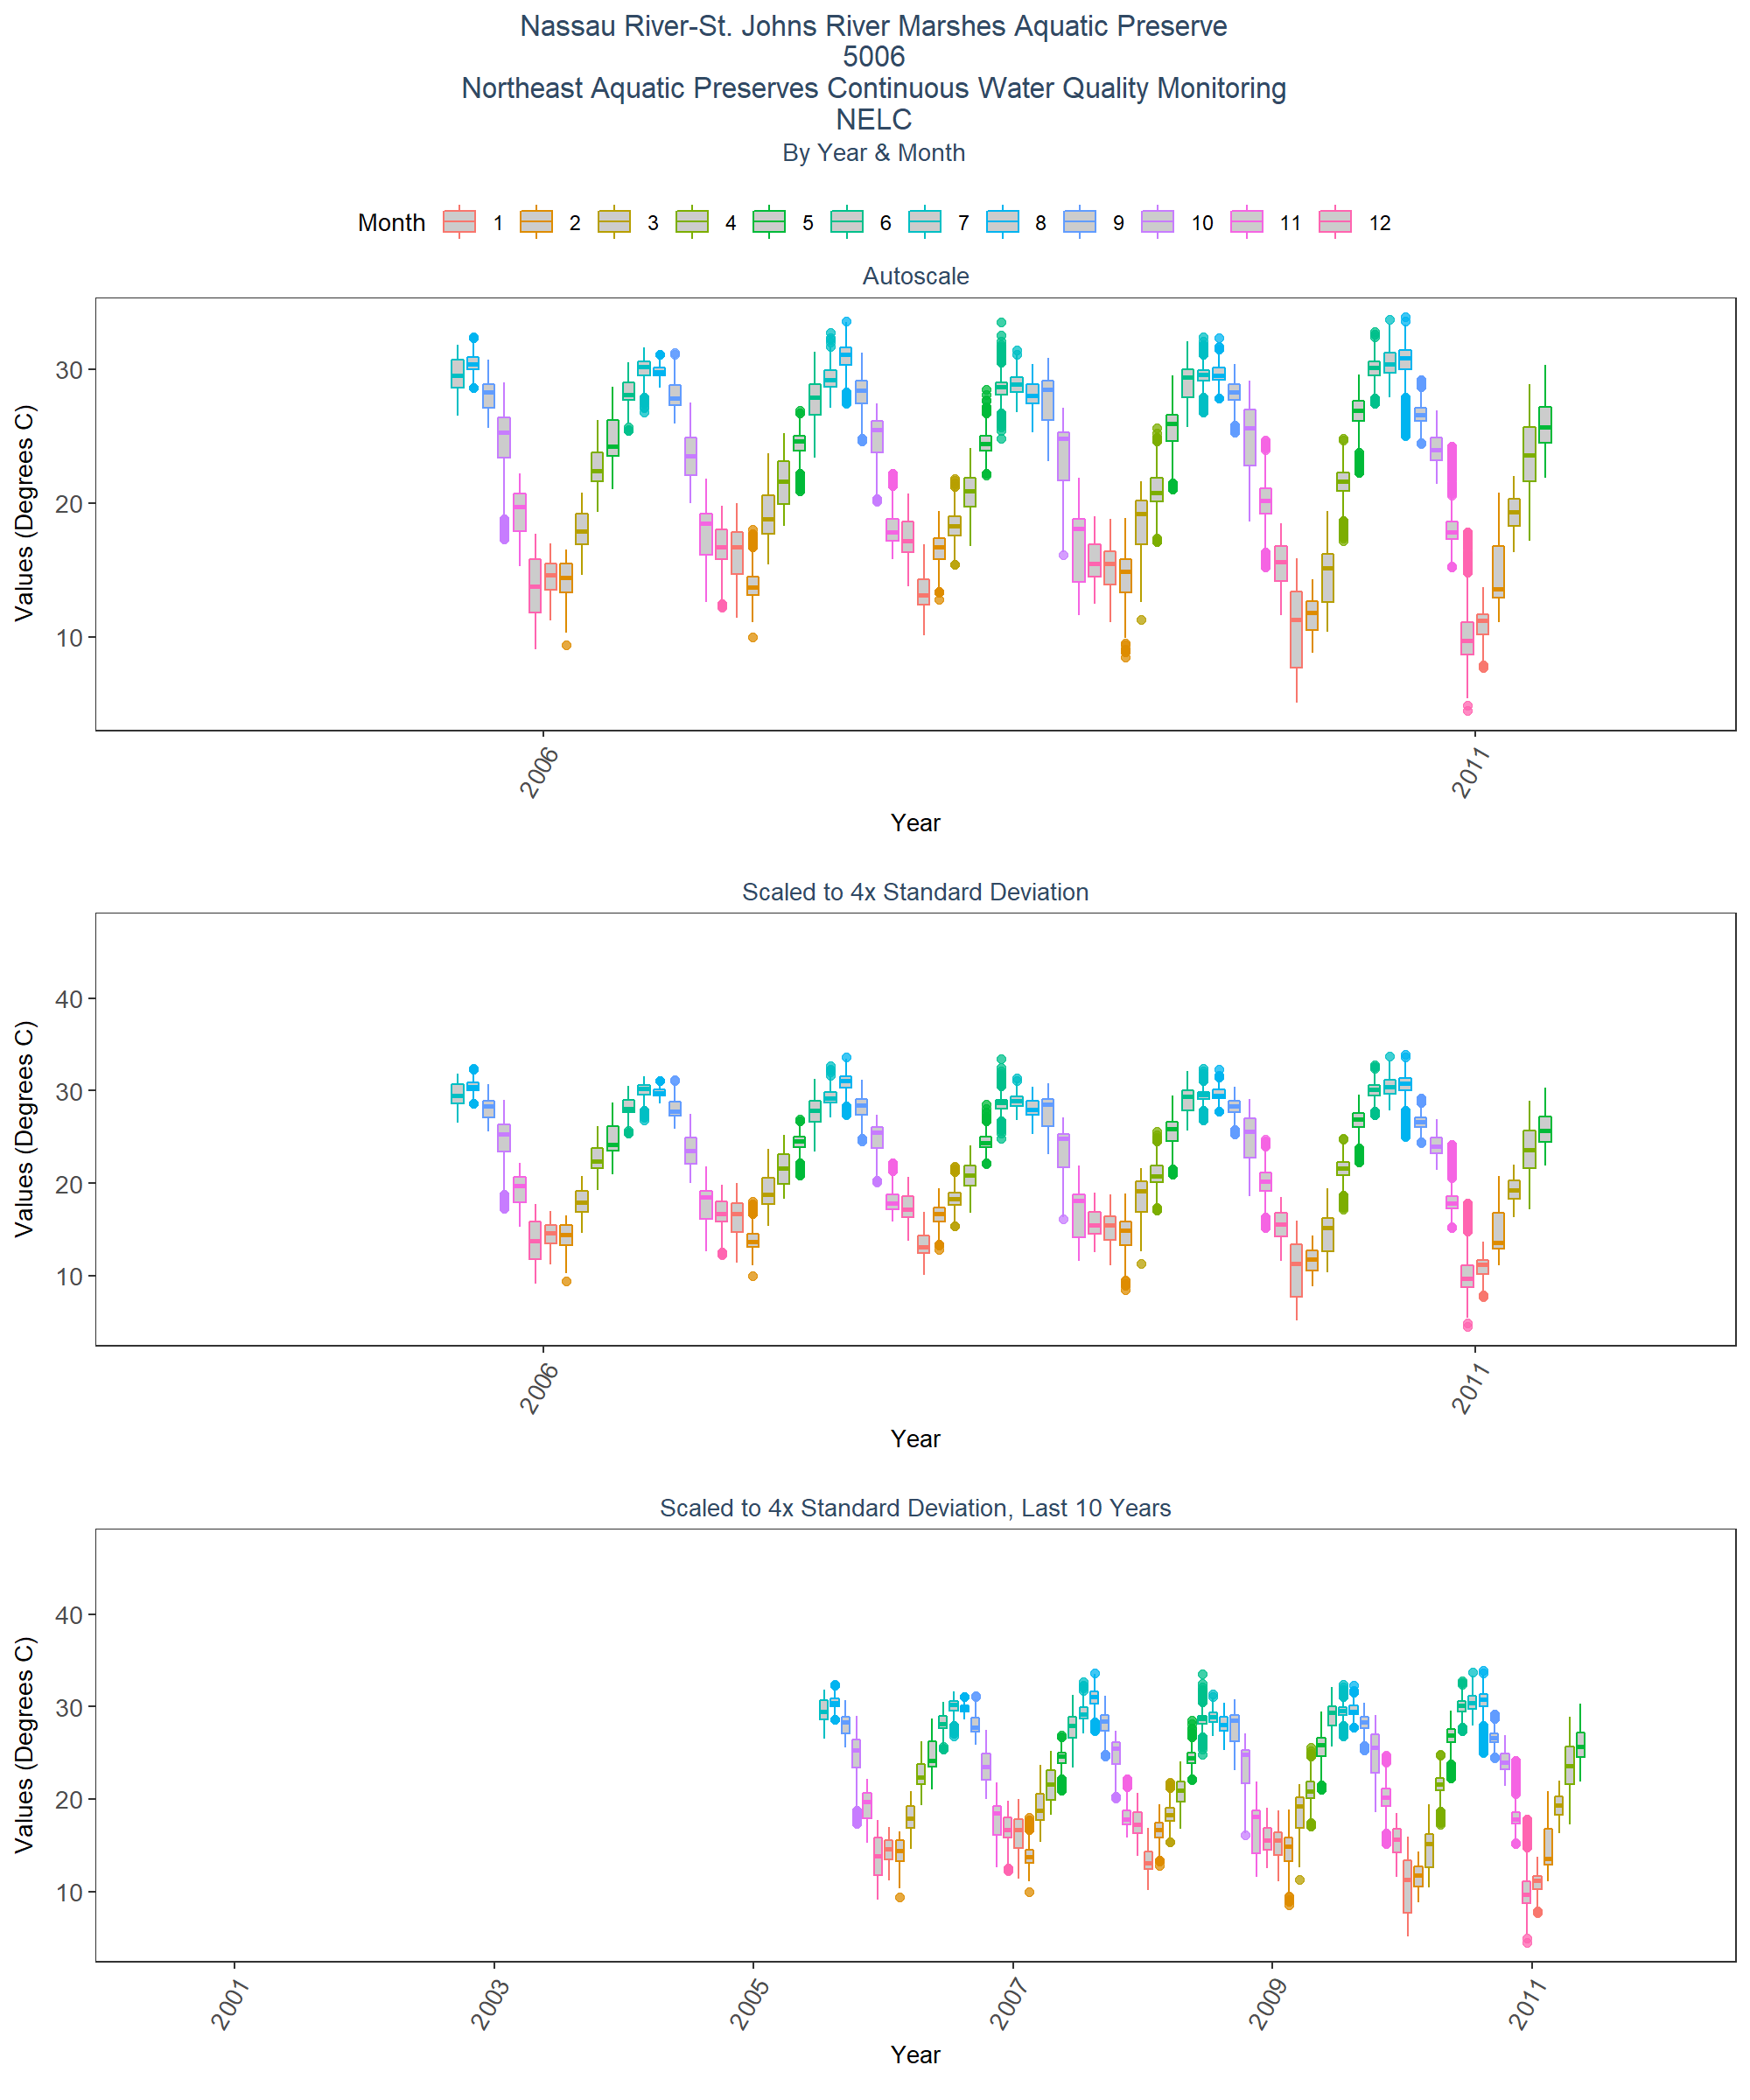 Nassau River-St. Johns River Marshes Aquatic Preserve
5006
Northeast Aquatic Preserves Continuous Water Quality Monitoring
NELC
By Year & Month
Month 1 2 3 4 5 6 7 8 9 10 11 12
Autoscale
Values (Degrees C)
30
20
10
2006 2011
Year
Scaled to 4x Standard Deviation
Values (Degrees C)
40
30
20
10
2006 2011
Year
Scaled to 4x Standard Deviation, Last 10 Years
Values (Degrees C)
40
30
20
10
2001 2003 2005 2007 2009 2011
Year